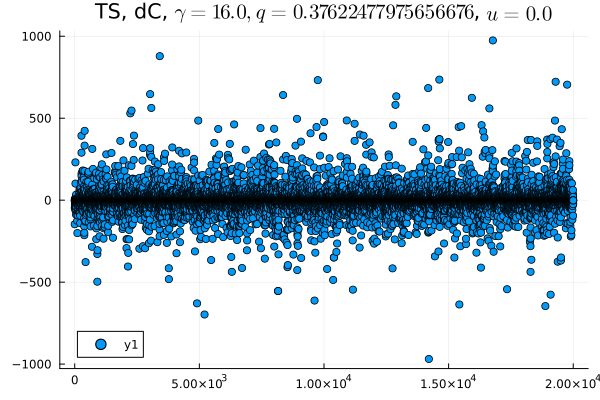 TS, dC, γ = 16.0, q = 0.37622477975656676, u = 0.0
1000
500
0
−500
−1000
y1
0 5.00×10³ 1.00×10⁴ 1.50×10⁴ 2.00×10⁴